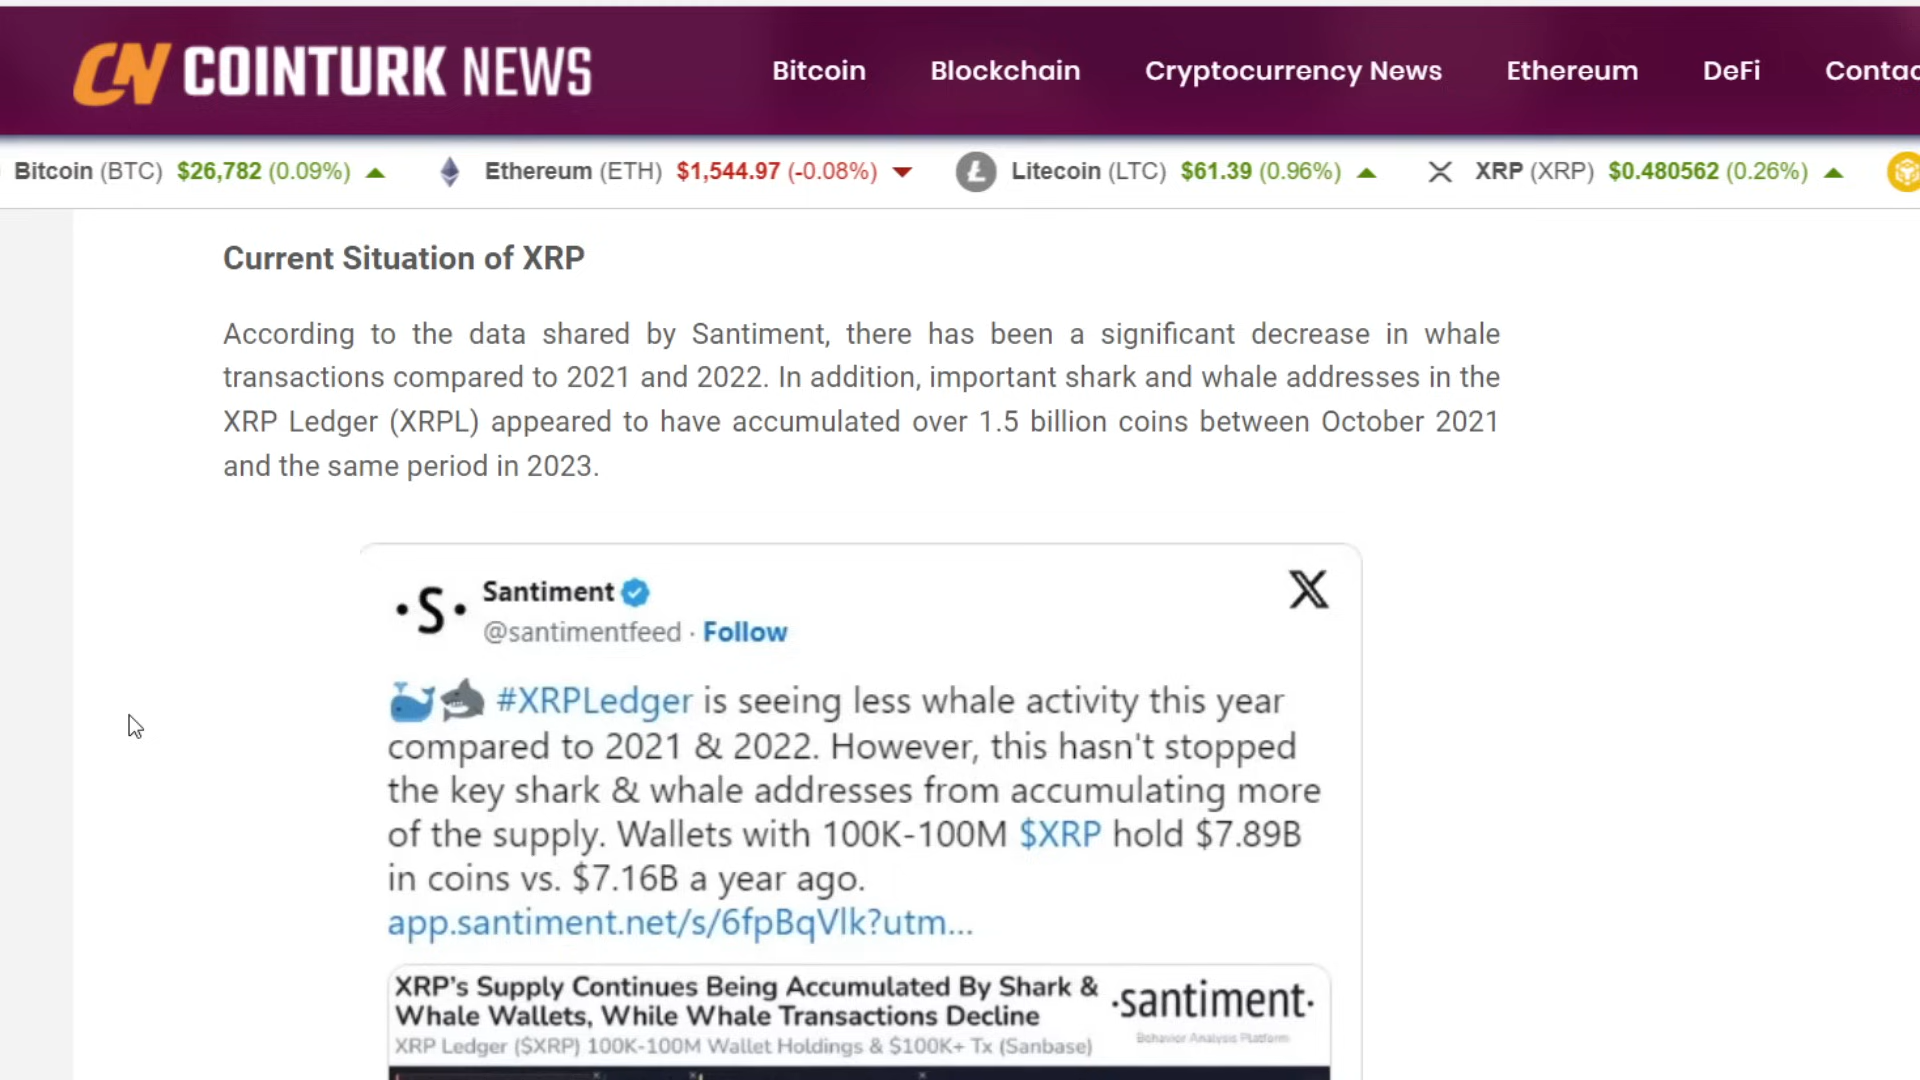 CN COINTURK NEWS
Bitcoin Blockchain Cryptocurrency News Ethereum DeFi Contac
Bitcoin (BTC) $26,782 (0.09%) Ethereum (ETH) $1,544.97 (-0.08%) Litecoin (LTC) $61.39 (0.96%) XRP (XRP) $0.480562 (0.26%)
Current Situation of XRP
According to the data shared by Santiment, there has been a significant decrease in whale
transactions compared to 2021 and 2022. In addition, important shark and whale addresses in the
XRP Ledger (XRPL) appeared to have accumulated over 1.5 billion coins between October 2021
and the same period in 2023.
·S· Santiment
@santimentfeed · Follow
X
#XRPLedger is seeing less whale activity this year
compared to 2021 & 2022. However, this hasn't stopped
the key shark & whale addresses from accumulating more
of the supply. Wallets with 100K-100M $XRP hold $7.89B
in coins vs. $7.16B a year ago.
app.santiment.net/s/6fpBqVlk?utm...
XRP's Supply Continues Being Accumulated By Shark &
Whale Wallets, While Whale Transactions Decline
XRP Ledger ($XRP) 100K-100M Wallet Holdings & $100K+ Tx (Sanbase)
·santiment·
Behavior Analysis Platform